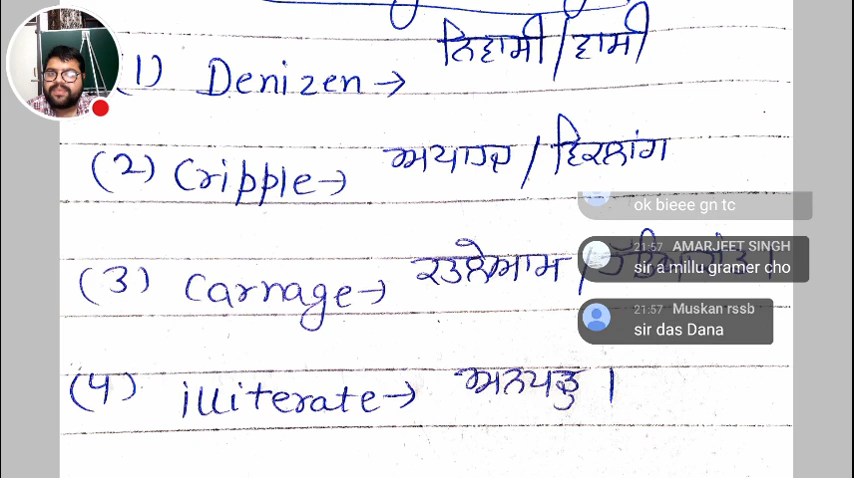 (1) Denizen → ਨਿਵਾਸੀ / ਵਾਸੀ
(2) Cripple → ਅਪਾਹਜ / ਵਿਕਲਾਂਗ
ok bieee gn tc
(3) Carnage → ਕਤਲੇਆਮ /
21:57 AMARJEET SINGH
sir a millu gramer cho
21:57 Muskan rssb
sir das Dana
(4) illiterate → ਅਨਪੜ੍ਹ ।